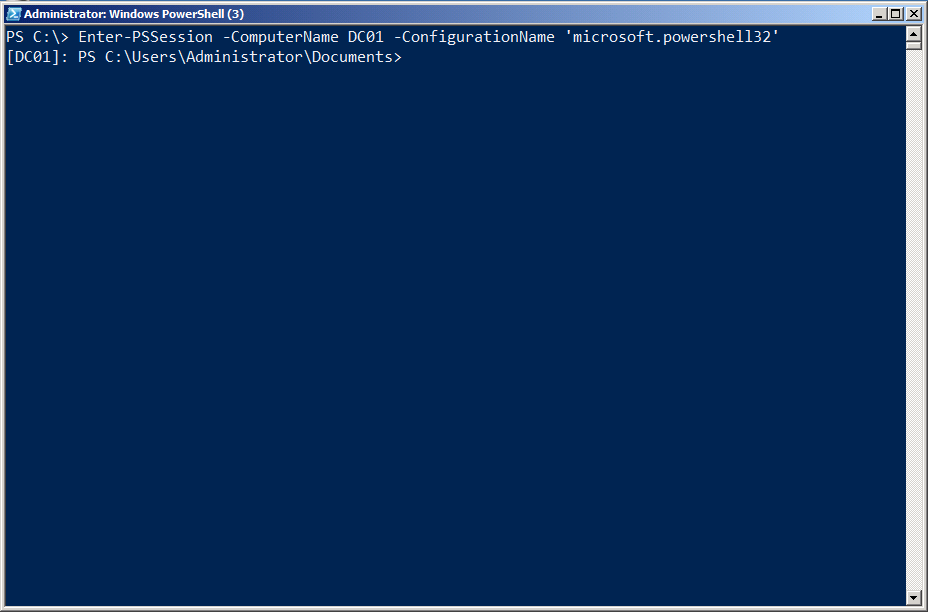 Administrator: Windows PowerShell (3)
PS C:\> Enter-PSSession -ComputerName DC01 -ConfigurationName 'microsoft.powershell32'
[DC01]: PS C:\Users\Administrator\Documents>